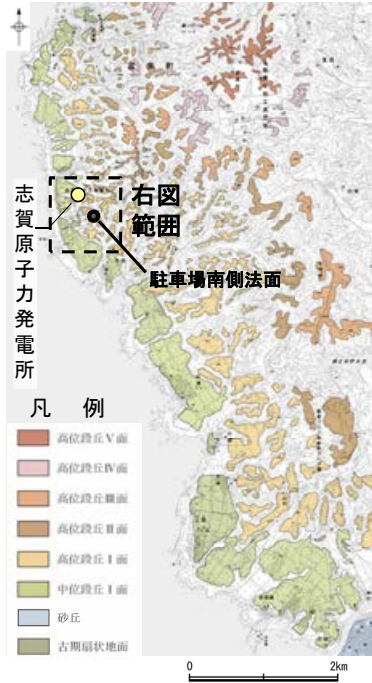 志賀原子力発電所
右図
範囲
駐車場南側法面
凡 例
高位段丘Ⅴ面
高位段丘Ⅳ面
高位段丘Ⅲ面
高位段丘Ⅱ面
高位段丘Ⅰ面
中位段丘Ⅰ面
砂丘
古期扇状地面
0 2km